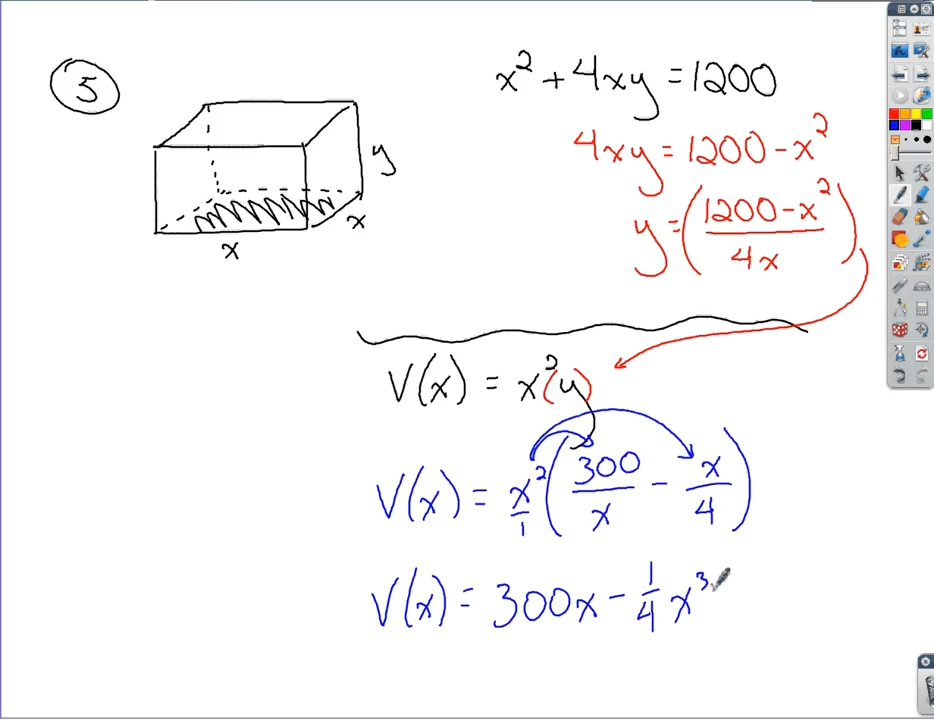 5
x² + 4xy = 1200
4xy = 1200 - x²
y = (1200 - x² / 4x)
y
x
x
V(x) = x²(y)
V(x) = x²/1 (300/x - x/4)
V(x) = 300x - 1/4 x³